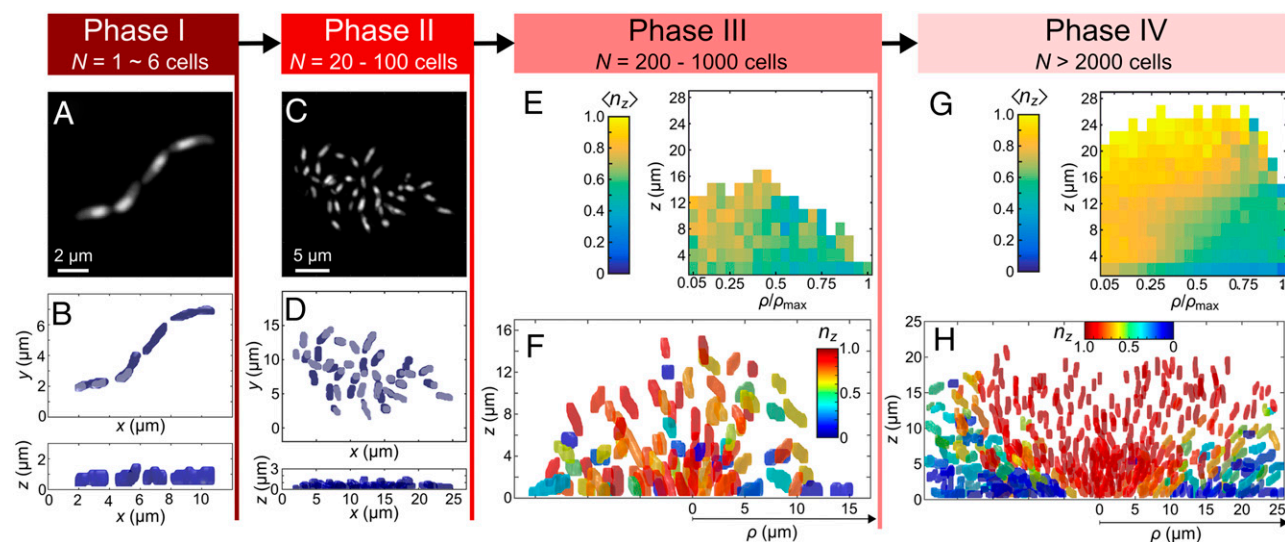 Phase I
N = 1 ~ 6 cells
Phase II
N = 20 - 100 cells
Phase III
N = 200 - 1000 cells
Phase IV
N > 2000 cells
A
2 µm
B
y (µm)
6
4
2
0
x (µm)
z (µm)
2
0
2 4 6 8 10
x (µm)
C
5 µm
D
y (µm)
15
10
5
0
x (µm)
z (µm)
3
0
5 10 15 20 25
x (µm)
E
⟨nz⟩
1.0
0.8
0.6
0.4
0.2
0
z (µm)
28
24
20
16
12
8
4
0.05 0.25 0.5 0.75 1
ρ/ρmax
F
z (µm)
16
12
8
4
0
nz
1.0
0.5
0
0 5 10 15
ρ (µm)
G
⟨nz⟩
1.0
0.8
0.6
0.4
0.2
0
z (µm)
28
24
20
16
12
8
4
0.05 0.25 0.5 0.75 1
ρ/ρmax
H
nz
1.0 0.5 0
z (µm)
25
20
15
10
5
0
0 5 10 15 20 25
ρ (µm)